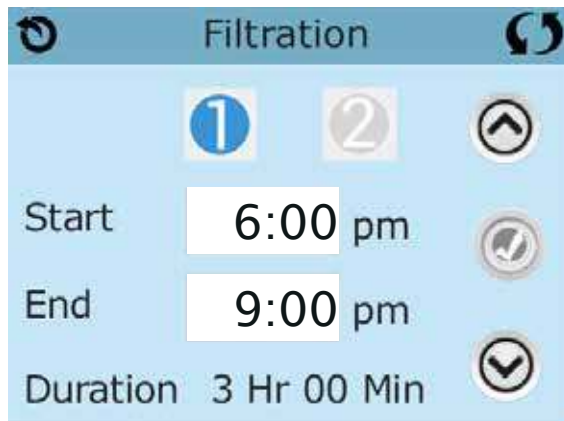 Filtration
1 2
Start 6:00 pm
End 9:00 pm
Duration 3 Hr 00 Min